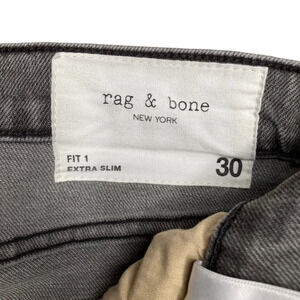 rag & bone
NEW YORK
FIT 1
EXTRA SLIM
30